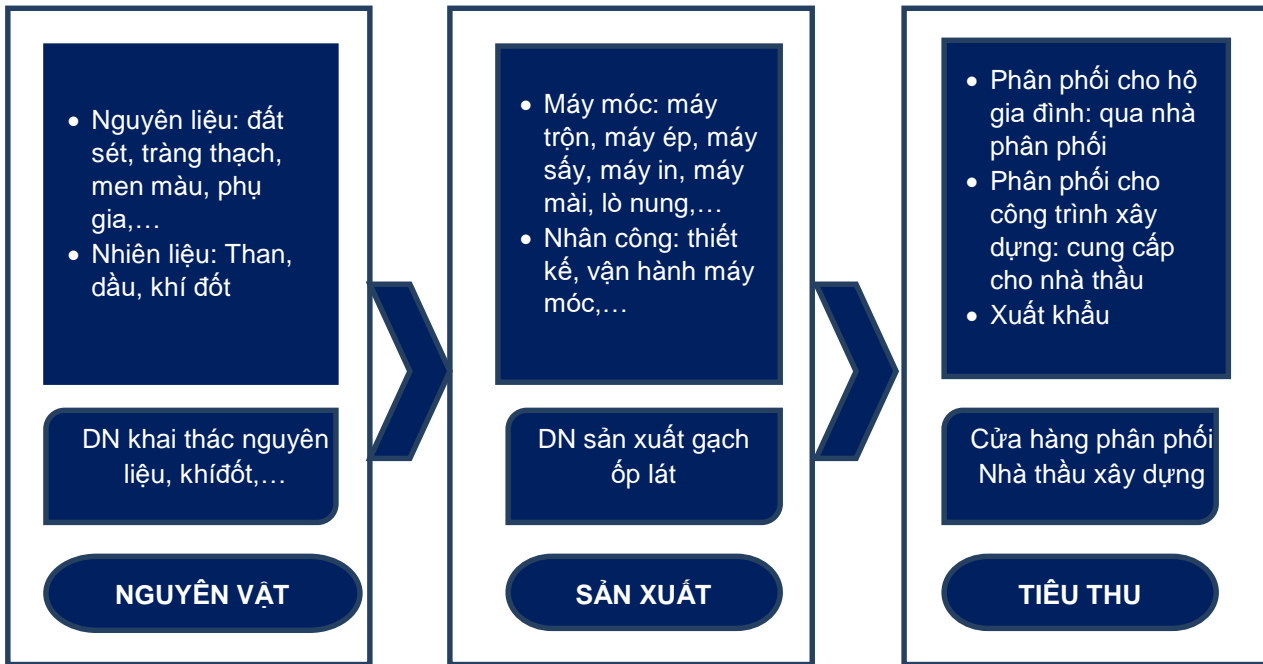 • Nguyên liệu: đất
sét, tràng thạch,
men màu, phụ
gia,…
• Nhiên liệu: Than,
dầu, khí đốt
DN khai thác nguyên
liệu, khíđốt,…
NGUYÊN VẬT
• Máy móc: máy
trộn, máy ép, máy
sấy, máy in, máy
mài, lò nung,…
• Nhân công: thiết
kế, vận hành máy
móc,…
DN sản xuất gạch
ốp lát
SẢN XUẤT
• Phân phối cho hộ
gia đình: qua nhà
phân phối
• Phân phối cho
công trình xây
dựng: cung cấp
cho nhà thầu
• Xuất khẩu
Cửa hàng phân phối
Nhà thầu xây dựng
TIÊU THU